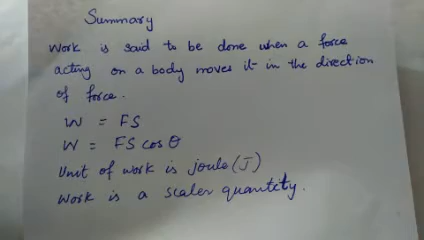 Summary
Work is said to be done when a force
acting on a body moves it in the direction
of force.
W = FS
W = FS cos θ
Unit of work is joule (J)
Work is a scaler quantity.